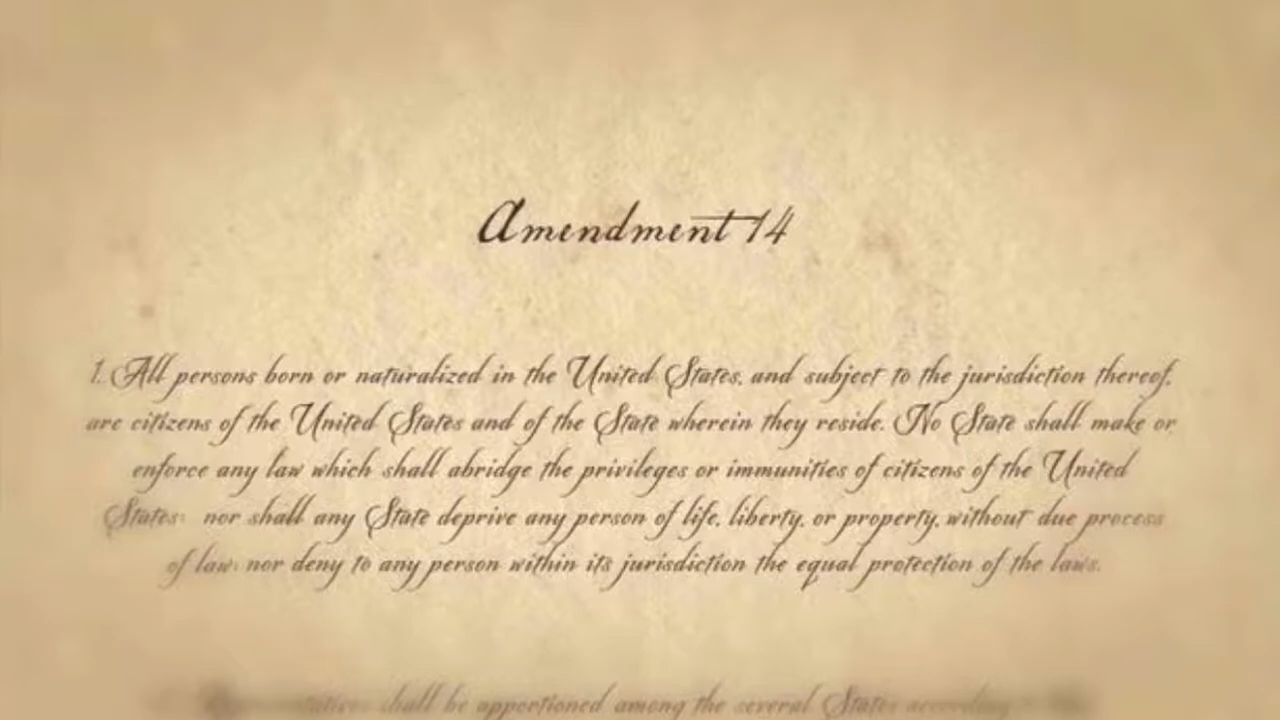 Amendment 14
1. All persons born or naturalized in the United States, and subject to the jurisdiction thereof,
are citizens of the United States and of the State wherein they reside. No State shall make or
enforce any law which shall abridge the privileges or immunities of citizens of the United
States; nor shall any State deprive any person of life, liberty, or property, without due process
of law; nor deny to any person within its jurisdiction the equal protection of the laws.
shall be apportioned among the several States according